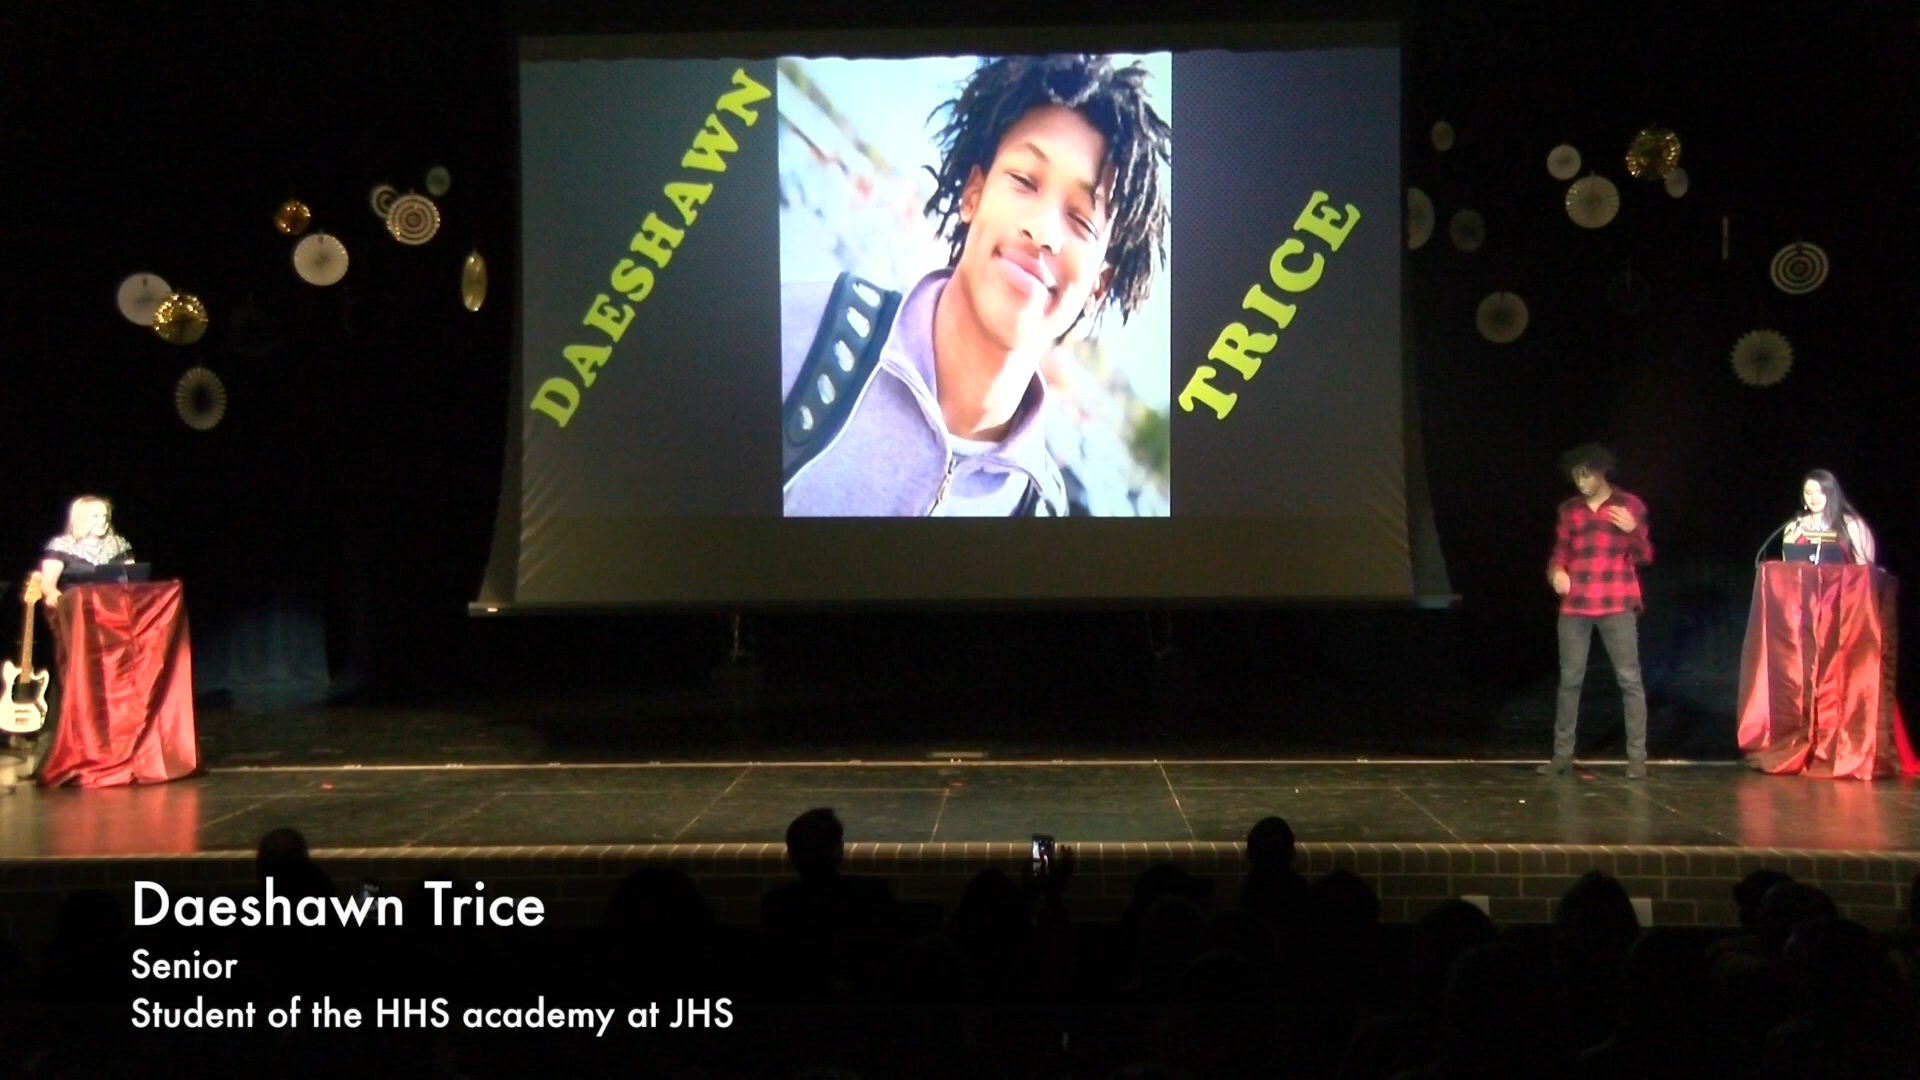 DAESHAWN
TRICE
Daeshawn Trice
Senior
Student of the HHS academy at JHS